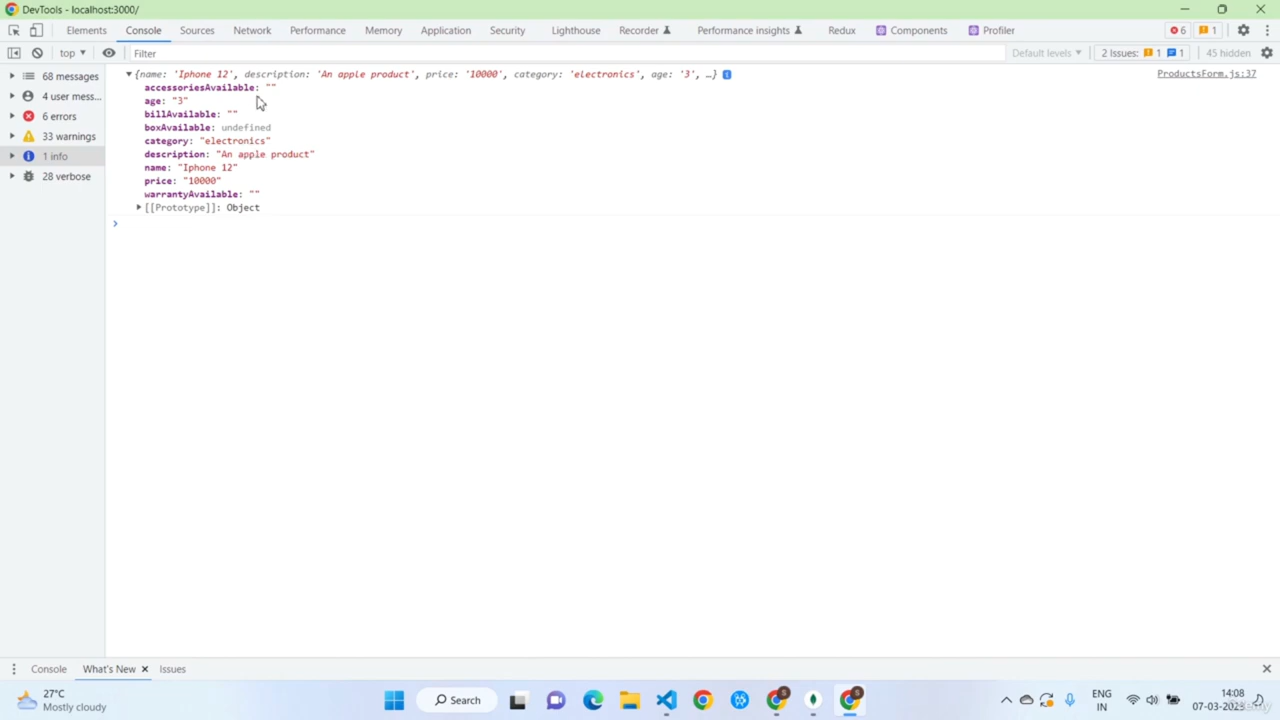 DevTools - localhost:3000/
Elements Console Sources Network Performance Memory Application Security Lighthouse Recorder Performance insights Redux Components Profiler 6 1
top Filter Default levels 2 Issues: 1 1 45 hidden
68 messages
4 user mess...
6 errors
33 warnings
1 info
28 verbose
{name: 'Iphone 12', description: 'An apple product', price: '10000', category: 'electronics', age: '3', …} ProductsForm.js:37
accessoriesAvailable: ""
age: "3"
billAvailable: ""
boxAvailable: undefined
category: "electronics"
description: "An apple product"
name: "Iphone 12"
price: "10000"
warrantyAvailable: ""
[[Prototype]]: Object
Console What's New Issues
27°C
Mostly cloudy
Search
ENG
IN
14:08
07-03-2023